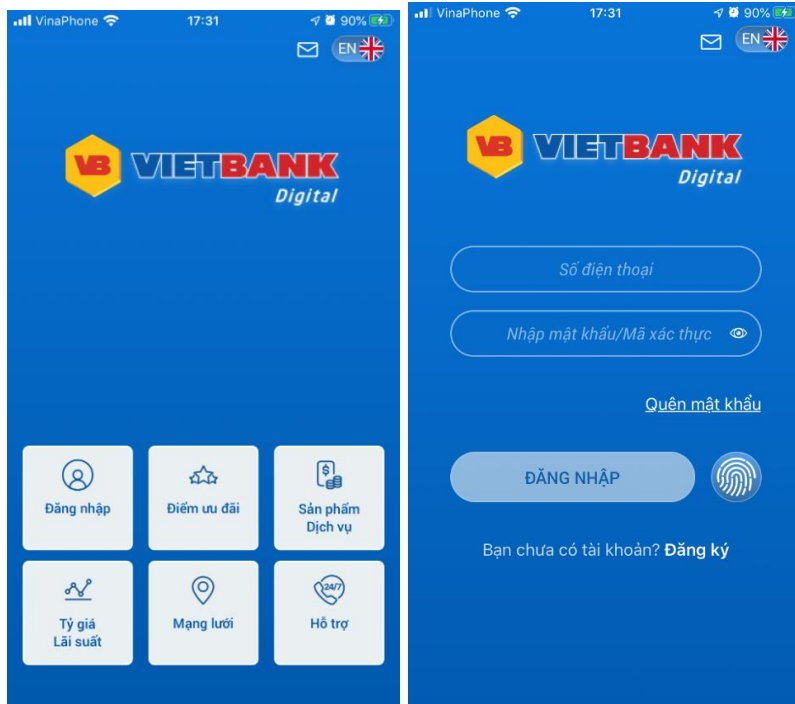 VinaPhone 17:31 90%
EN
VB VIETBANK
Digital
Đăng nhập
Điểm ưu đãi
Sản phẩm
Dịch vụ
Tỷ giá
Lãi suất
Mạng lưới
24/7
Hỗ trợ
VinaPhone 17:31 90%
EN
VB VIETBANK
Digital
Số điện thoại
Nhập mật khẩu/Mã xác thực
Quên mật khẩu
ĐĂNG NHẬP
Bạn chưa có tài khoản? Đăng ký